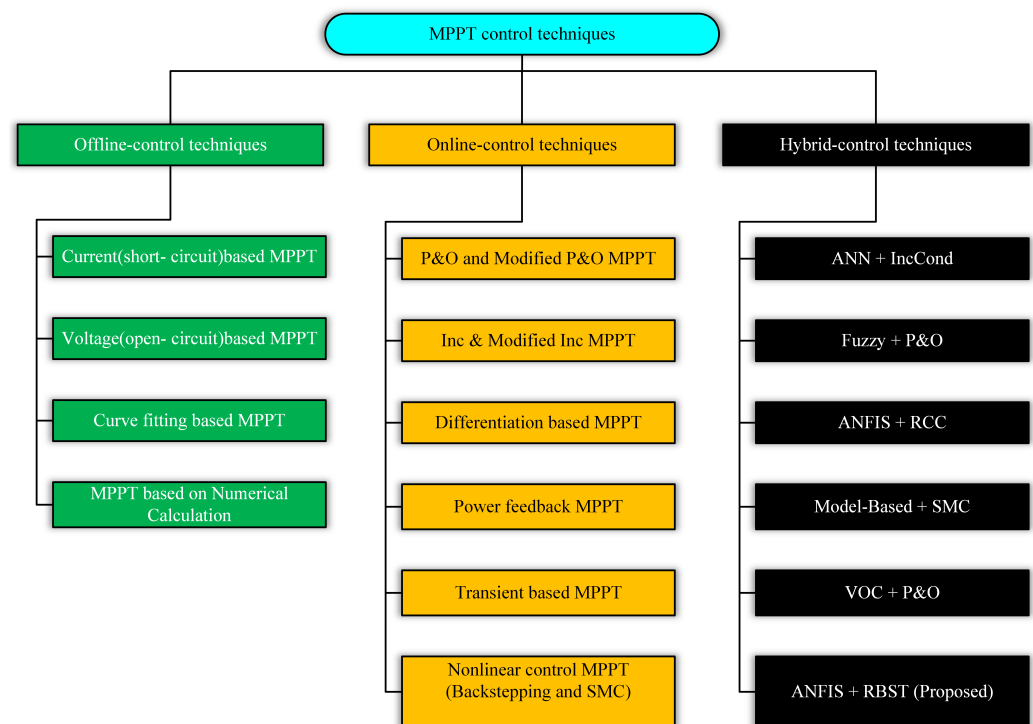 MPPT control techniques
Offline-control techniques
Current(short- circuit)based MPPT
Voltage(open- circuit)based MPPT
Curve fitting based MPPT
MPPT based on Numerical
Calculation
Online-control techniques
P&O and Modified P&O MPPT
Inc & Modified Inc MPPT
Differentiation based MPPT
Power feedback MPPT
Transient based MPPT
Nonlinear control MPPT
(Backstepping and SMC)
Hybrid-control techniques
ANN + IncCond
Fuzzy + P&O
ANFIS + RCC
Model-Based + SMC
VOC + P&O
ANFIS + RBST (Proposed)